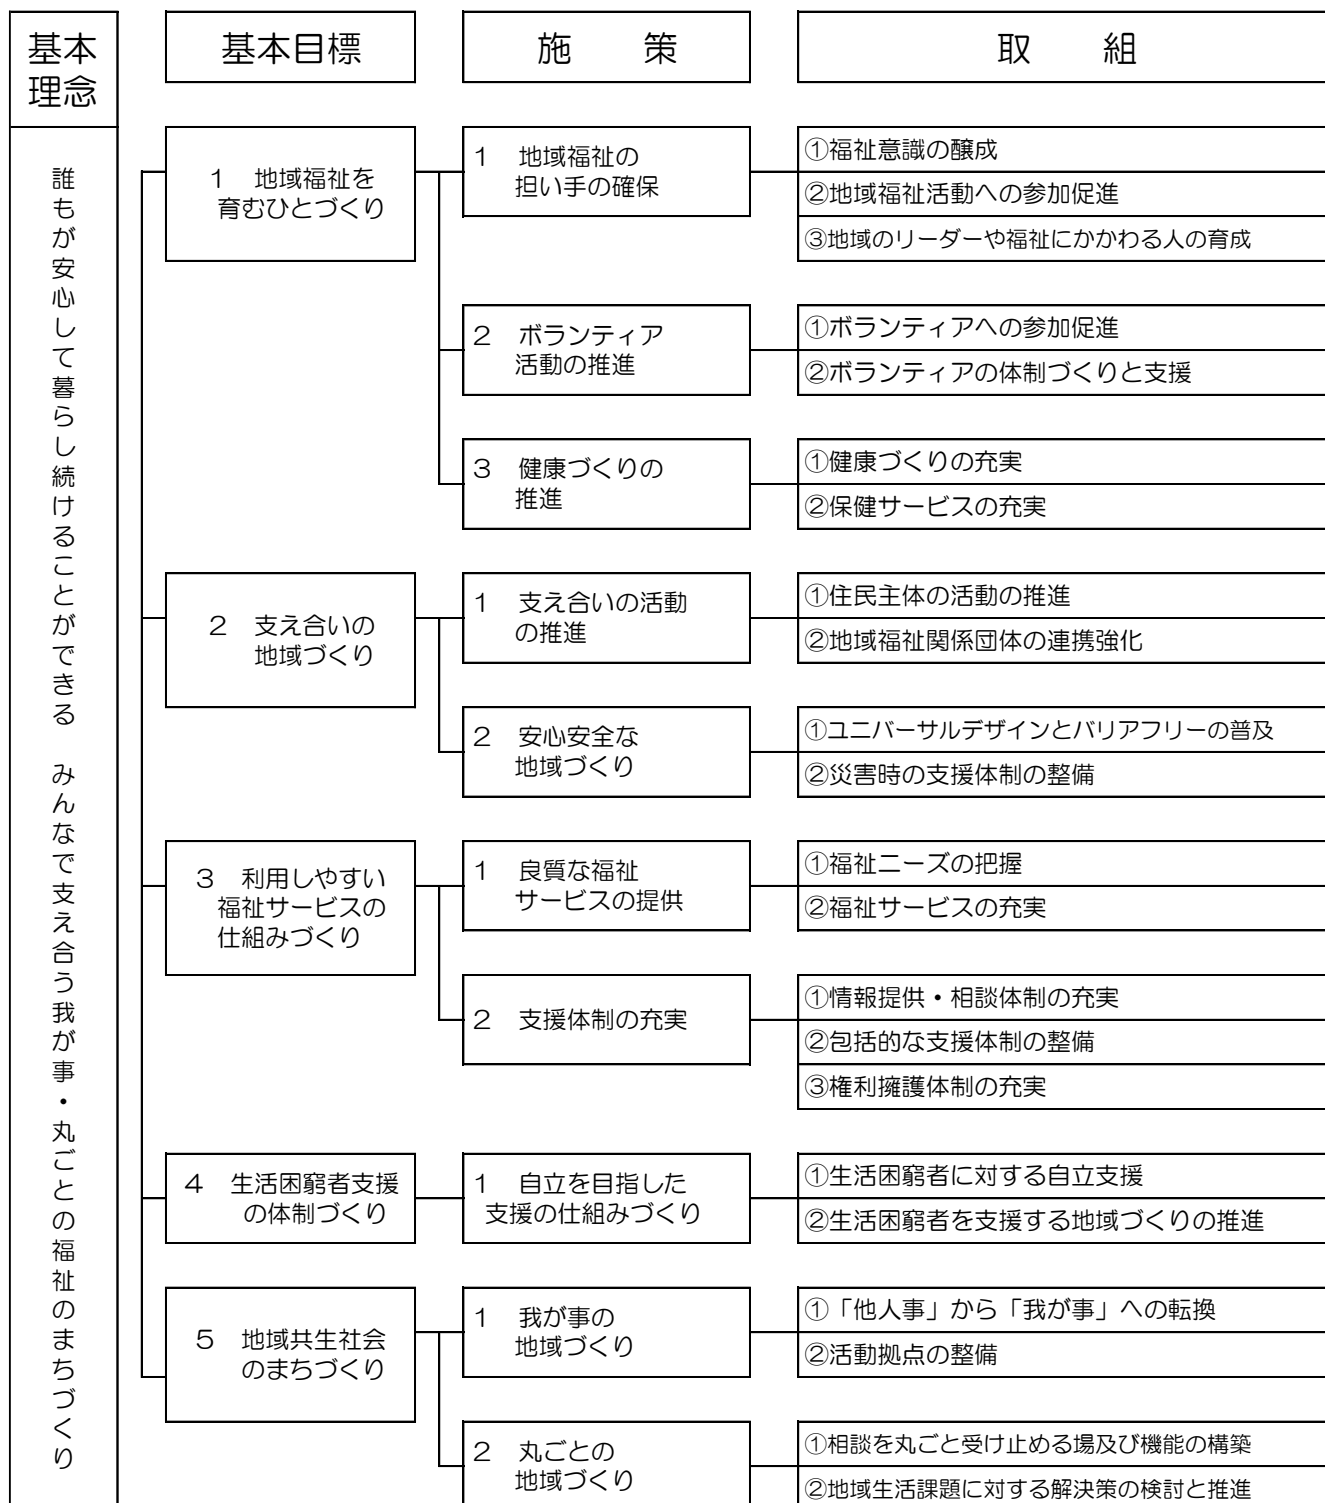 基本
理念
基本目標
施　　策
取　　組
誰もが安心して暮らし続けることができる　みんなで支え合う我が事・丸ごとの福祉のまちづくり
１　地域福祉を
育むひとづくり
１　地域福祉の
担い手の確保
①福祉意識の醸成
②地域福祉活動への参加促進
③地域のリーダーや福祉にかかわる人の育成
２　ボランティア
活動の推進
①ボランティアへの参加促進
②ボランティアの体制づくりと支援
３　健康づくりの
推進
①健康づくりの充実
②保健サービスの充実
２　支え合いの
地域づくり
１　支え合いの活動
の推進
①住民主体の活動の推進
②地域福祉関係団体の連携強化
２　安心安全な
地域づくり
①ユニバーサルデザインとバリアフリーの普及
②災害時の支援体制の整備
３　利用しやすい
福祉サービスの
仕組みづくり
１　良質な福祉
サービスの提供
①福祉ニーズの把握
②福祉サービスの充実
２　支援体制の充実
①情報提供・相談体制の充実
②包括的な支援体制の整備
③権利擁護体制の充実
４　生活困窮者支援
の体制づくり
１　自立を目指した
支援の仕組みづくり
①生活困窮者に対する自立支援
②生活困窮者を支援する地域づくりの推進
５　地域共生社会
のまちづくり
１　我が事の
地域づくり
①「他人事」から「我が事」への転換
②活動拠点の整備
２　丸ごとの
地域づくり
①相談を丸ごと受け止める場及び機能の構築
②地域生活課題に対する解決策の検討と推進